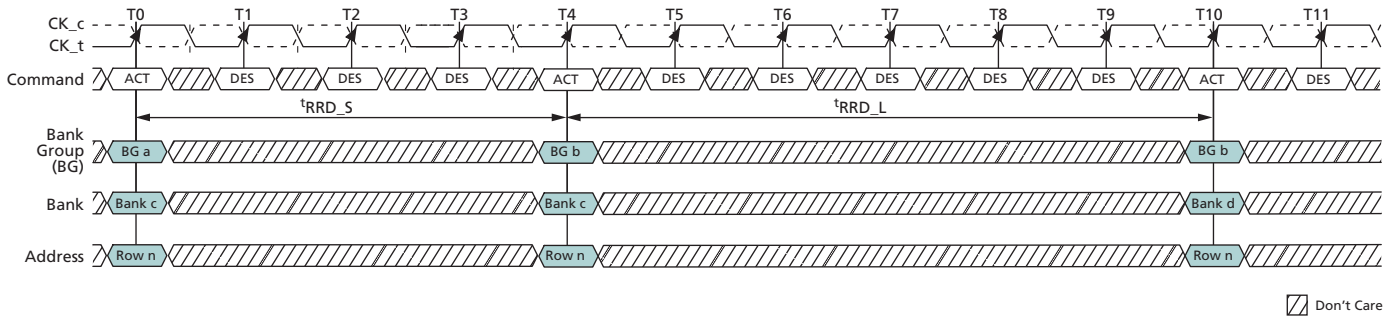 T0 T1 T2 T3 T4 T5 T6 T7 T8 T9 T10 T11
CK_c
CK_t
Command ACT DES DES DES ACT DES DES DES DES DES ACT DES
tRRD_S tRRD_L
Bank
Group
(BG)
BG a BG b BG b
Bank Bank c Bank c Bank d
Address Row n Row n Row n
Don't Care